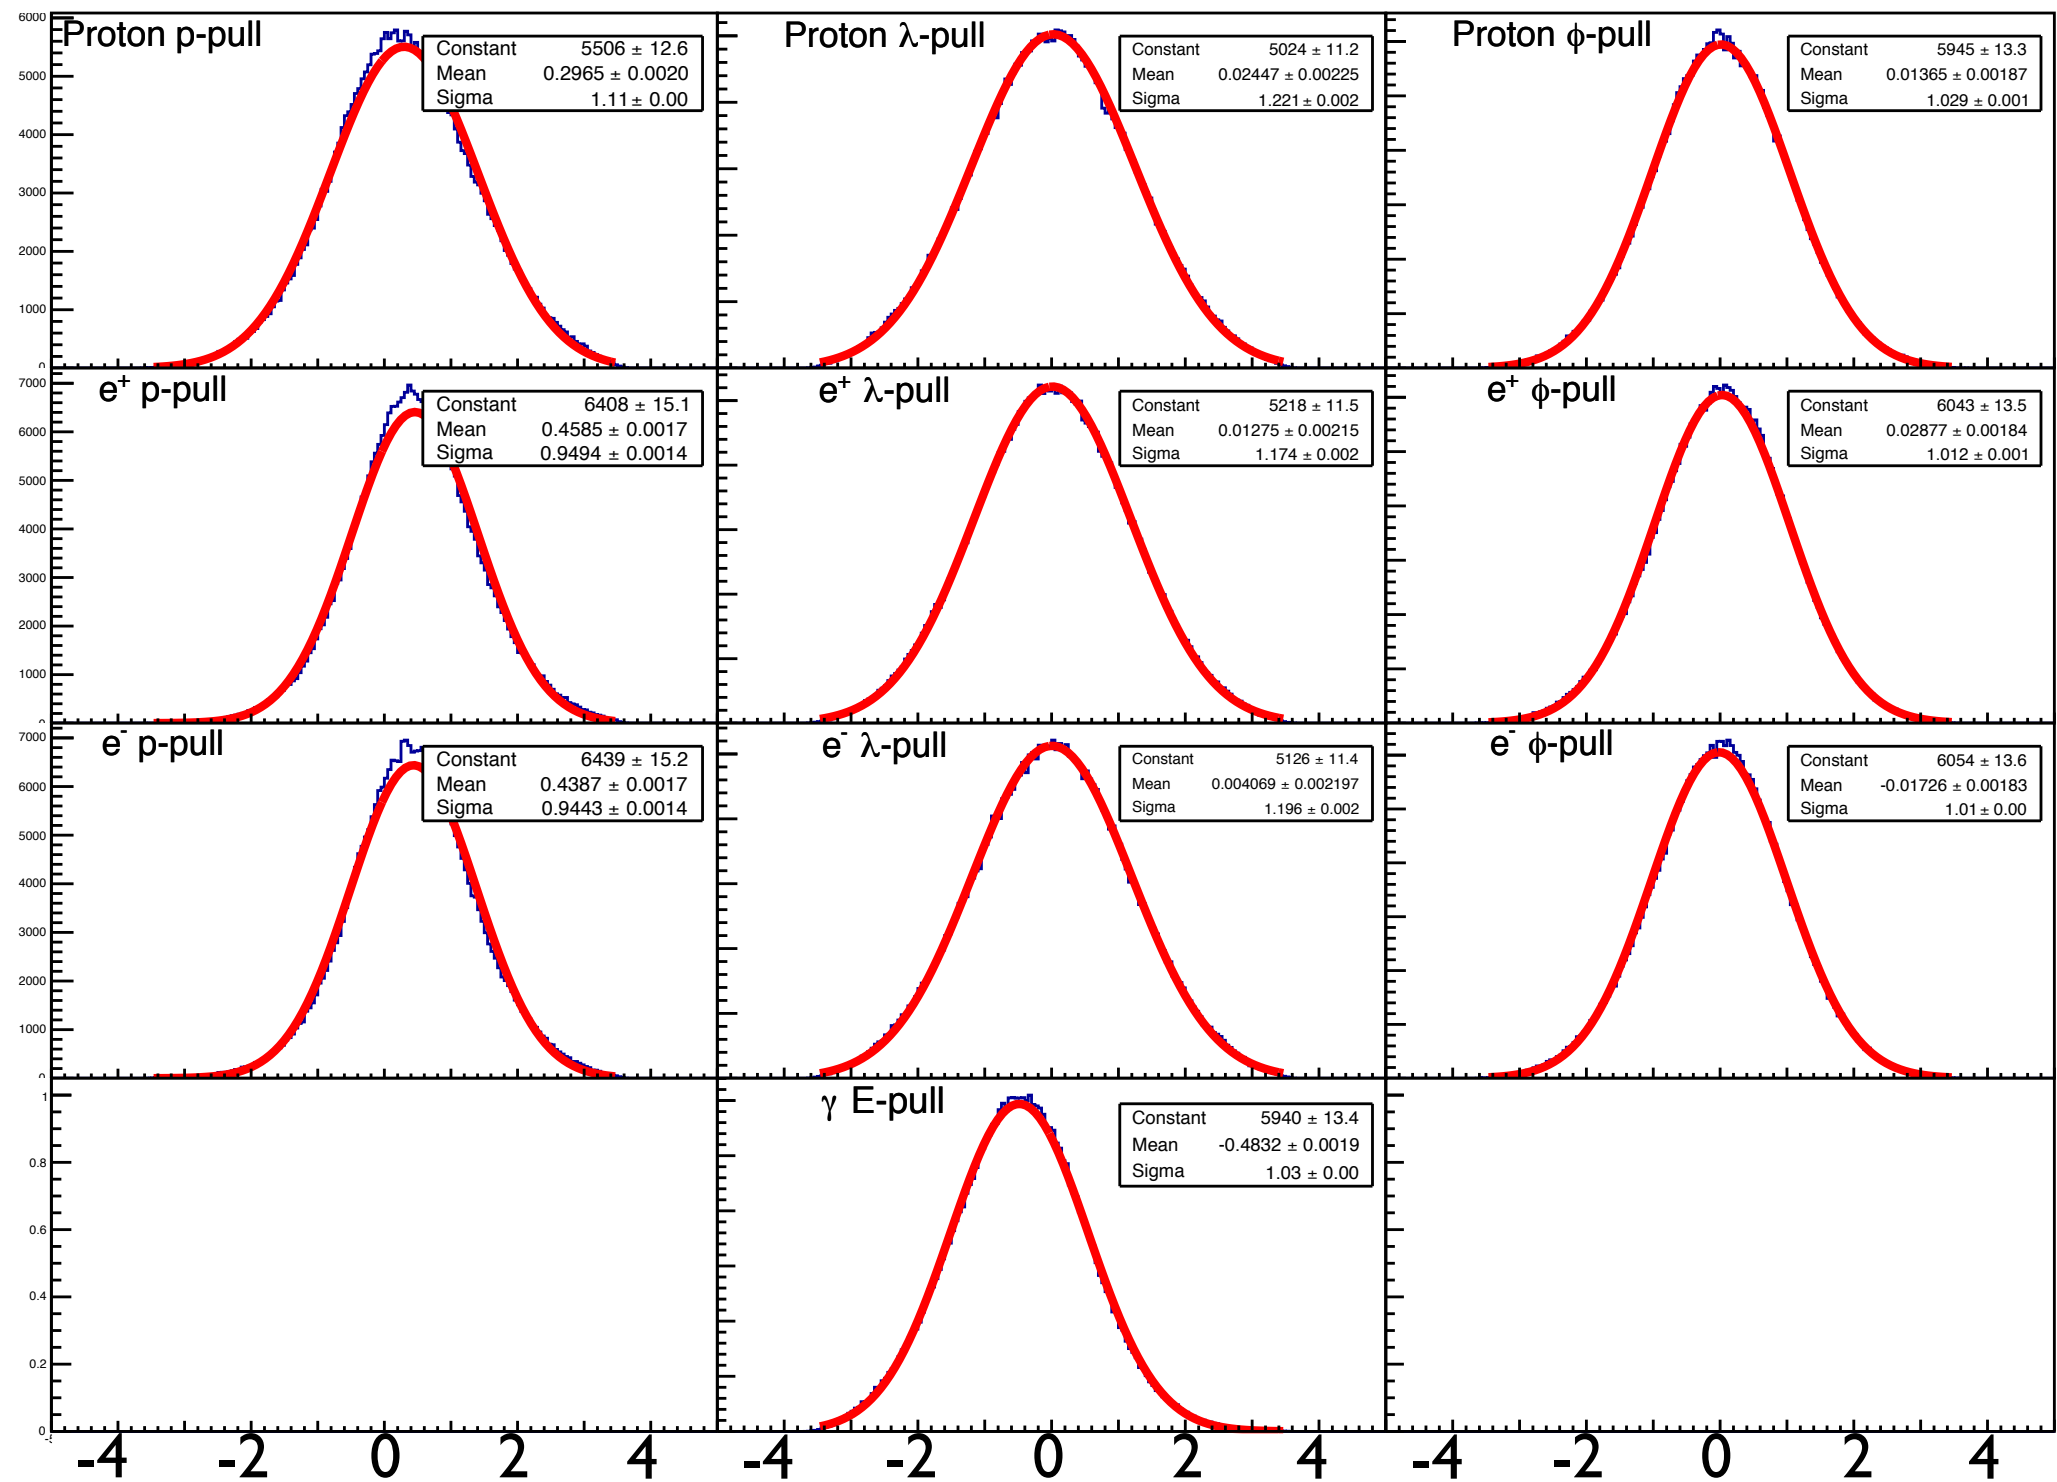 Proton p-pull
Constant 5506 ± 12.6
Mean 0.2965 ± 0.0020
Sigma 1.11 ± 0.00
6000
5000
4000
3000
2000
1000
0
Proton λ-pull
Constant 5024 ± 11.2
Mean 0.02447 ± 0.00225
Sigma 1.221 ± 0.002
Proton ϕ-pull
Constant 5945 ± 13.3
Mean 0.01365 ± 0.00187
Sigma 1.029 ± 0.001
e⁺ p-pull
Constant 6408 ± 15.1
Mean 0.4585 ± 0.0017
Sigma 0.9494 ± 0.0014
7000
6000
5000
4000
3000
2000
1000
0
e⁺ λ-pull
Constant 5218 ± 11.5
Mean 0.01275 ± 0.00215
Sigma 1.174 ± 0.002
e⁺ ϕ-pull
Constant 6043 ± 13.5
Mean 0.02877 ± 0.00184
Sigma 1.012 ± 0.001
e⁻ p-pull
Constant 6439 ± 15.2
Mean 0.4387 ± 0.0017
Sigma 0.9443 ± 0.0014
7000
6000
5000
4000
3000
2000
1000
0
e⁻ λ-pull
Constant 5126 ± 11.4
Mean 0.004069 ± 0.002197
Sigma 1.196 ± 0.002
e⁻ ϕ-pull
Constant 6054 ± 13.6
Mean -0.01726 ± 0.00183
Sigma 1.01 ± 0.00
1
0.8
0.6
0.4
0.2
0
γ E-pull
Constant 5940 ± 13.4
Mean -0.4832 ± 0.0019
Sigma 1.03 ± 0.00
-4 -2 0 2 4 -4 -2 0 2 4 -4 -2 0 2 4